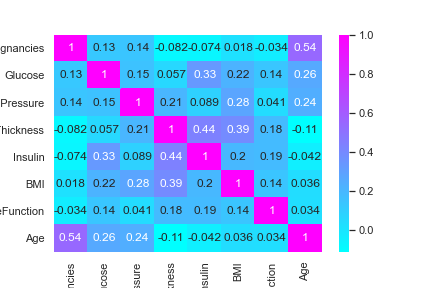 gnancies 1 0.13 0.14 -0.082 -0.074 0.018 -0.034 0.54
Glucose 0.13 1 0.15 0.057 0.33 0.22 0.14 0.26
Pressure 0.14 0.15 1 0.21 0.089 0.28 0.041 0.24
Thickness -0.082 0.057 0.21 1 0.44 0.39 0.18 -0.11
Insulin -0.074 0.33 0.089 0.44 1 0.2 0.19 -0.042
BMI 0.018 0.22 0.28 0.39 0.2 1 0.14 0.036
eFunction -0.034 0.14 0.041 0.18 0.19 0.14 1 0.034
Age 0.54 0.26 0.24 -0.11 -0.042 0.036 0.034 1
ncies ucose ssure kness sulin BMI ction Age
1.0
0.8
0.6
0.4
0.2
0.0